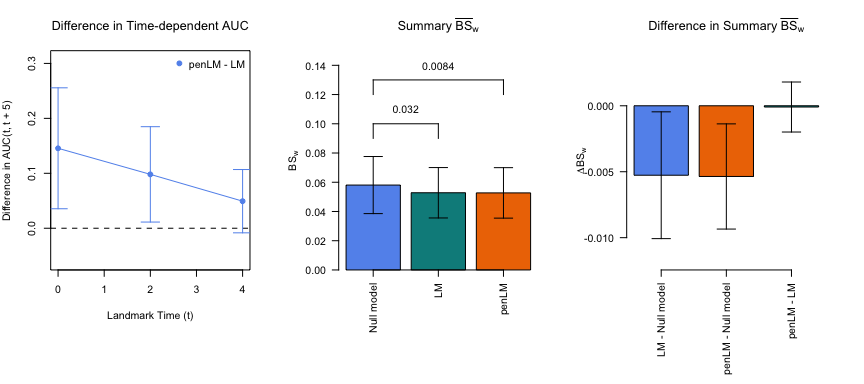 Difference in Time-dependent AUC
Difference in AUC(t, t + 5)
0.3
0.2
0.1
0.0
penLM - LM
0
1
2
3
4
Landmark Time (t)
Summary B̅S̅w
BSw
0.14
0.12
0.10
0.08
0.06
0.04
0.02
0.00
0.0084
0.032
Null model
LM
penLM
Difference in Summary B̅S̅w
ΔBSw
0.000
-0.005
-0.010
LM - Null model
penLM - Null model
penLM - LM